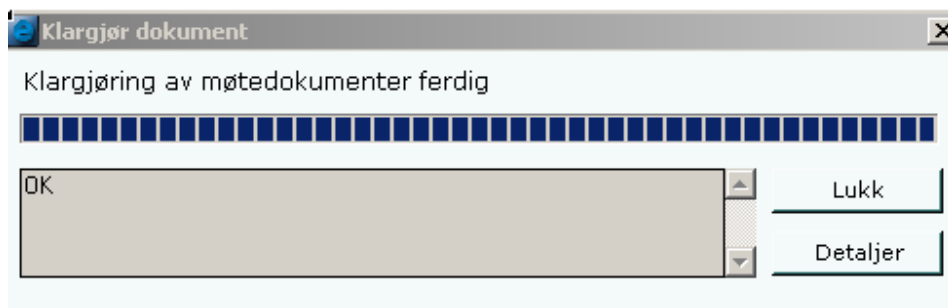 Klargjør dokument
Klargjøring av møtedokumenter ferdig
OK
Lukk
Detaljer